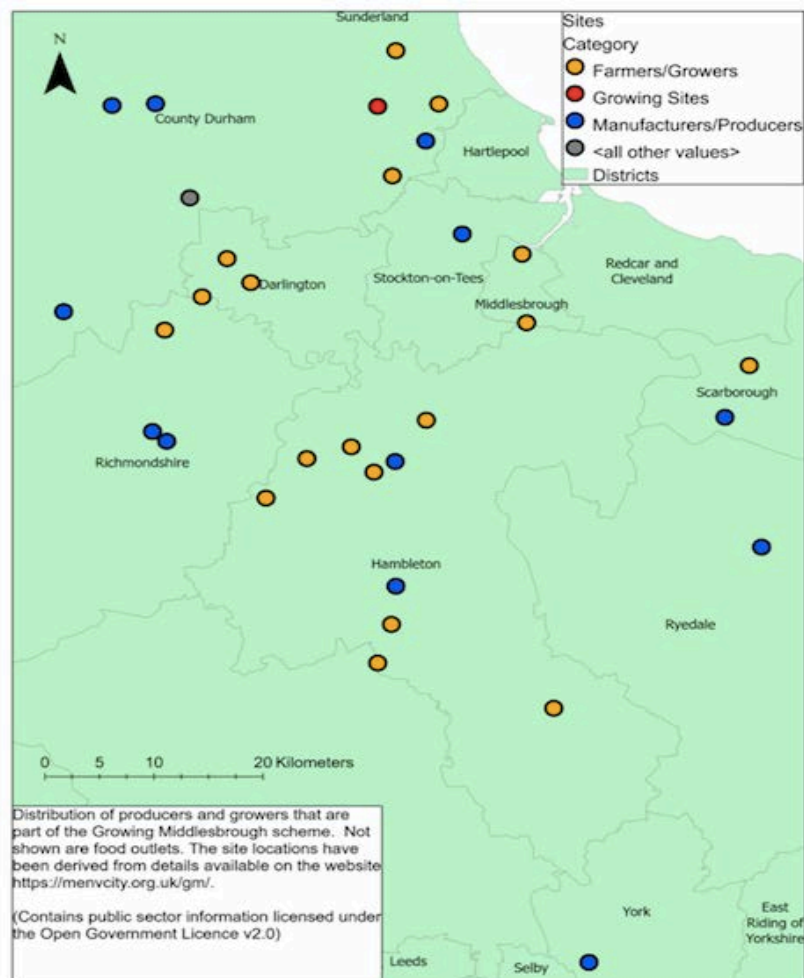 Sunderland
Sites
Category
Farmers/Growers
Growing Sites
Manufacturers/Producers
<all other values>
Districts
N
County Durham
Hartlepool
Redcar and
Cleveland
Stockton-on-Tees
Darlington
Middlesbrough
Scarborough
Richmondshire
Hambleton
Ryedale
0 5 10 20 Kilometers
Distribution of producers and growers that are
part of the Growing Middlesbrough scheme. Not
shown are food outlets. The site locations have
been derived from details available on the website
https://menvcity.org.uk/gm/.
(Contains public sector information licensed under
the Open Government Licence v2.0)
York
East
Riding of
Yorkshire
Leeds
Selby